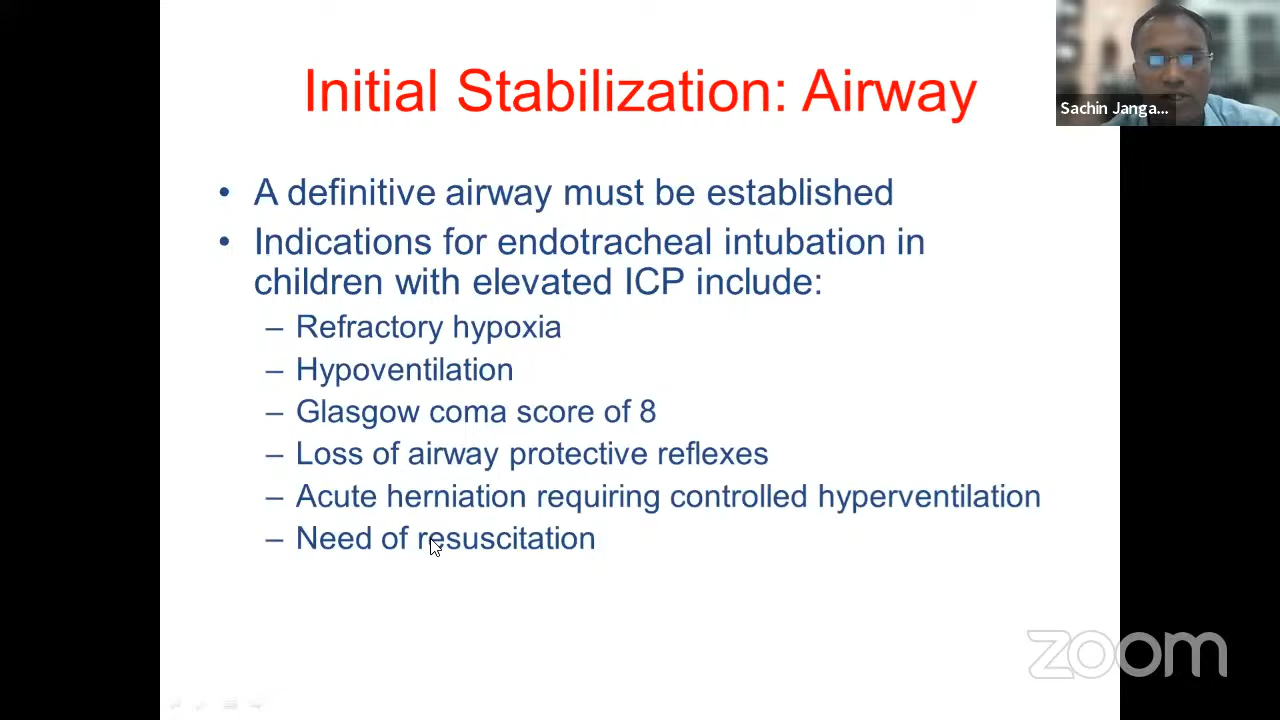 Initial Stabilization: Airway
Sachin Janga...
• A definitive airway must be established
• Indications for endotracheal intubation in
children with elevated ICP include:
– Refractory hypoxia
– Hypoventilation
– Glasgow coma score of 8
– Loss of airway protective reflexes
– Acute herniation requiring controlled hyperventilation
– Need of resuscitation
zoom